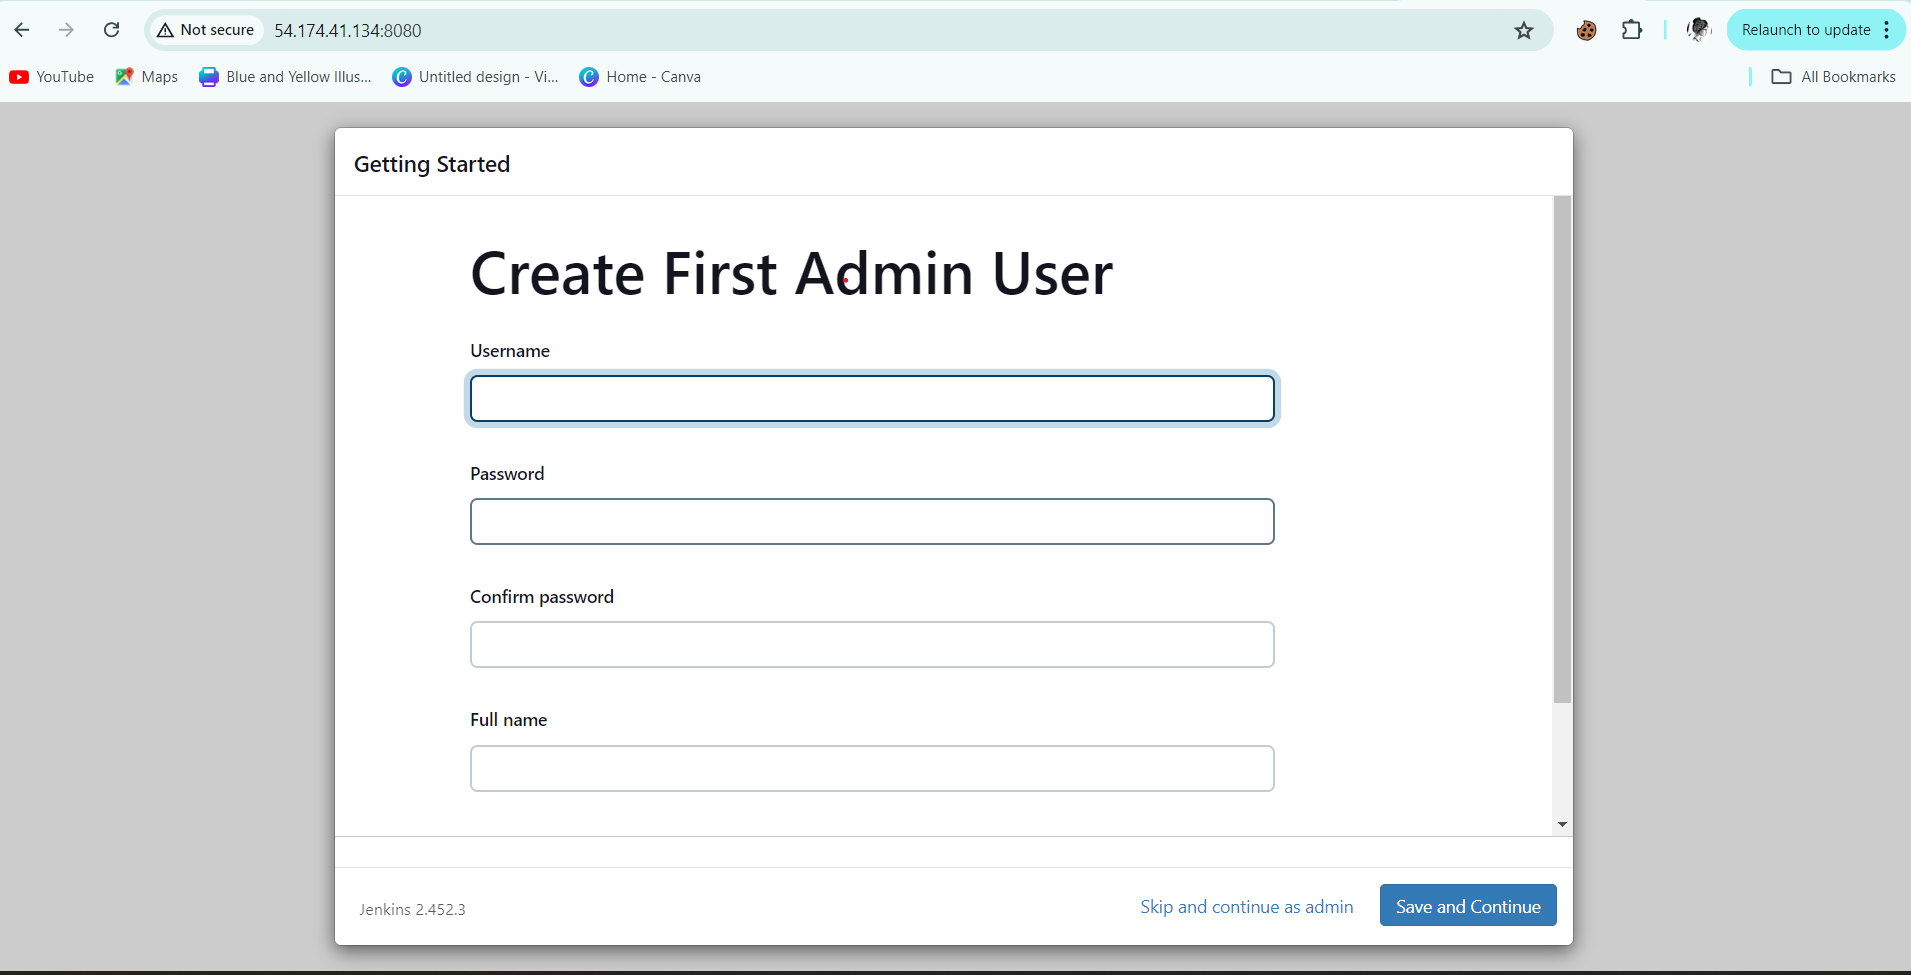 Not secure 54.174.41.134:8080 Relaunch to update
YouTube Maps Blue and Yellow Illus... Untitled design - Vi... Home - Canva All Bookmarks
Getting Started
Create First Admin User
Username
Password
Confirm password
Full name
Jenkins 2.452.3 Skip and continue as admin Save and Continue